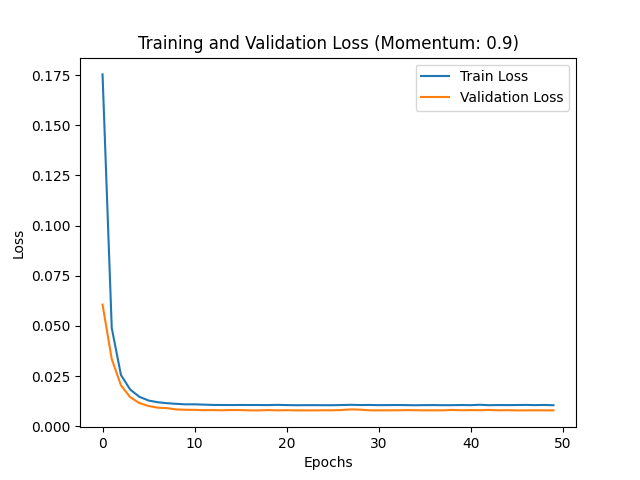 Training and Validation Loss (Momentum: 0.9)
Train Loss
Validation Loss
0.175
0.150
0.125
0.100
0.075
0.050
0.025
0.000
Loss
0 10 20 30 40 50
Epochs